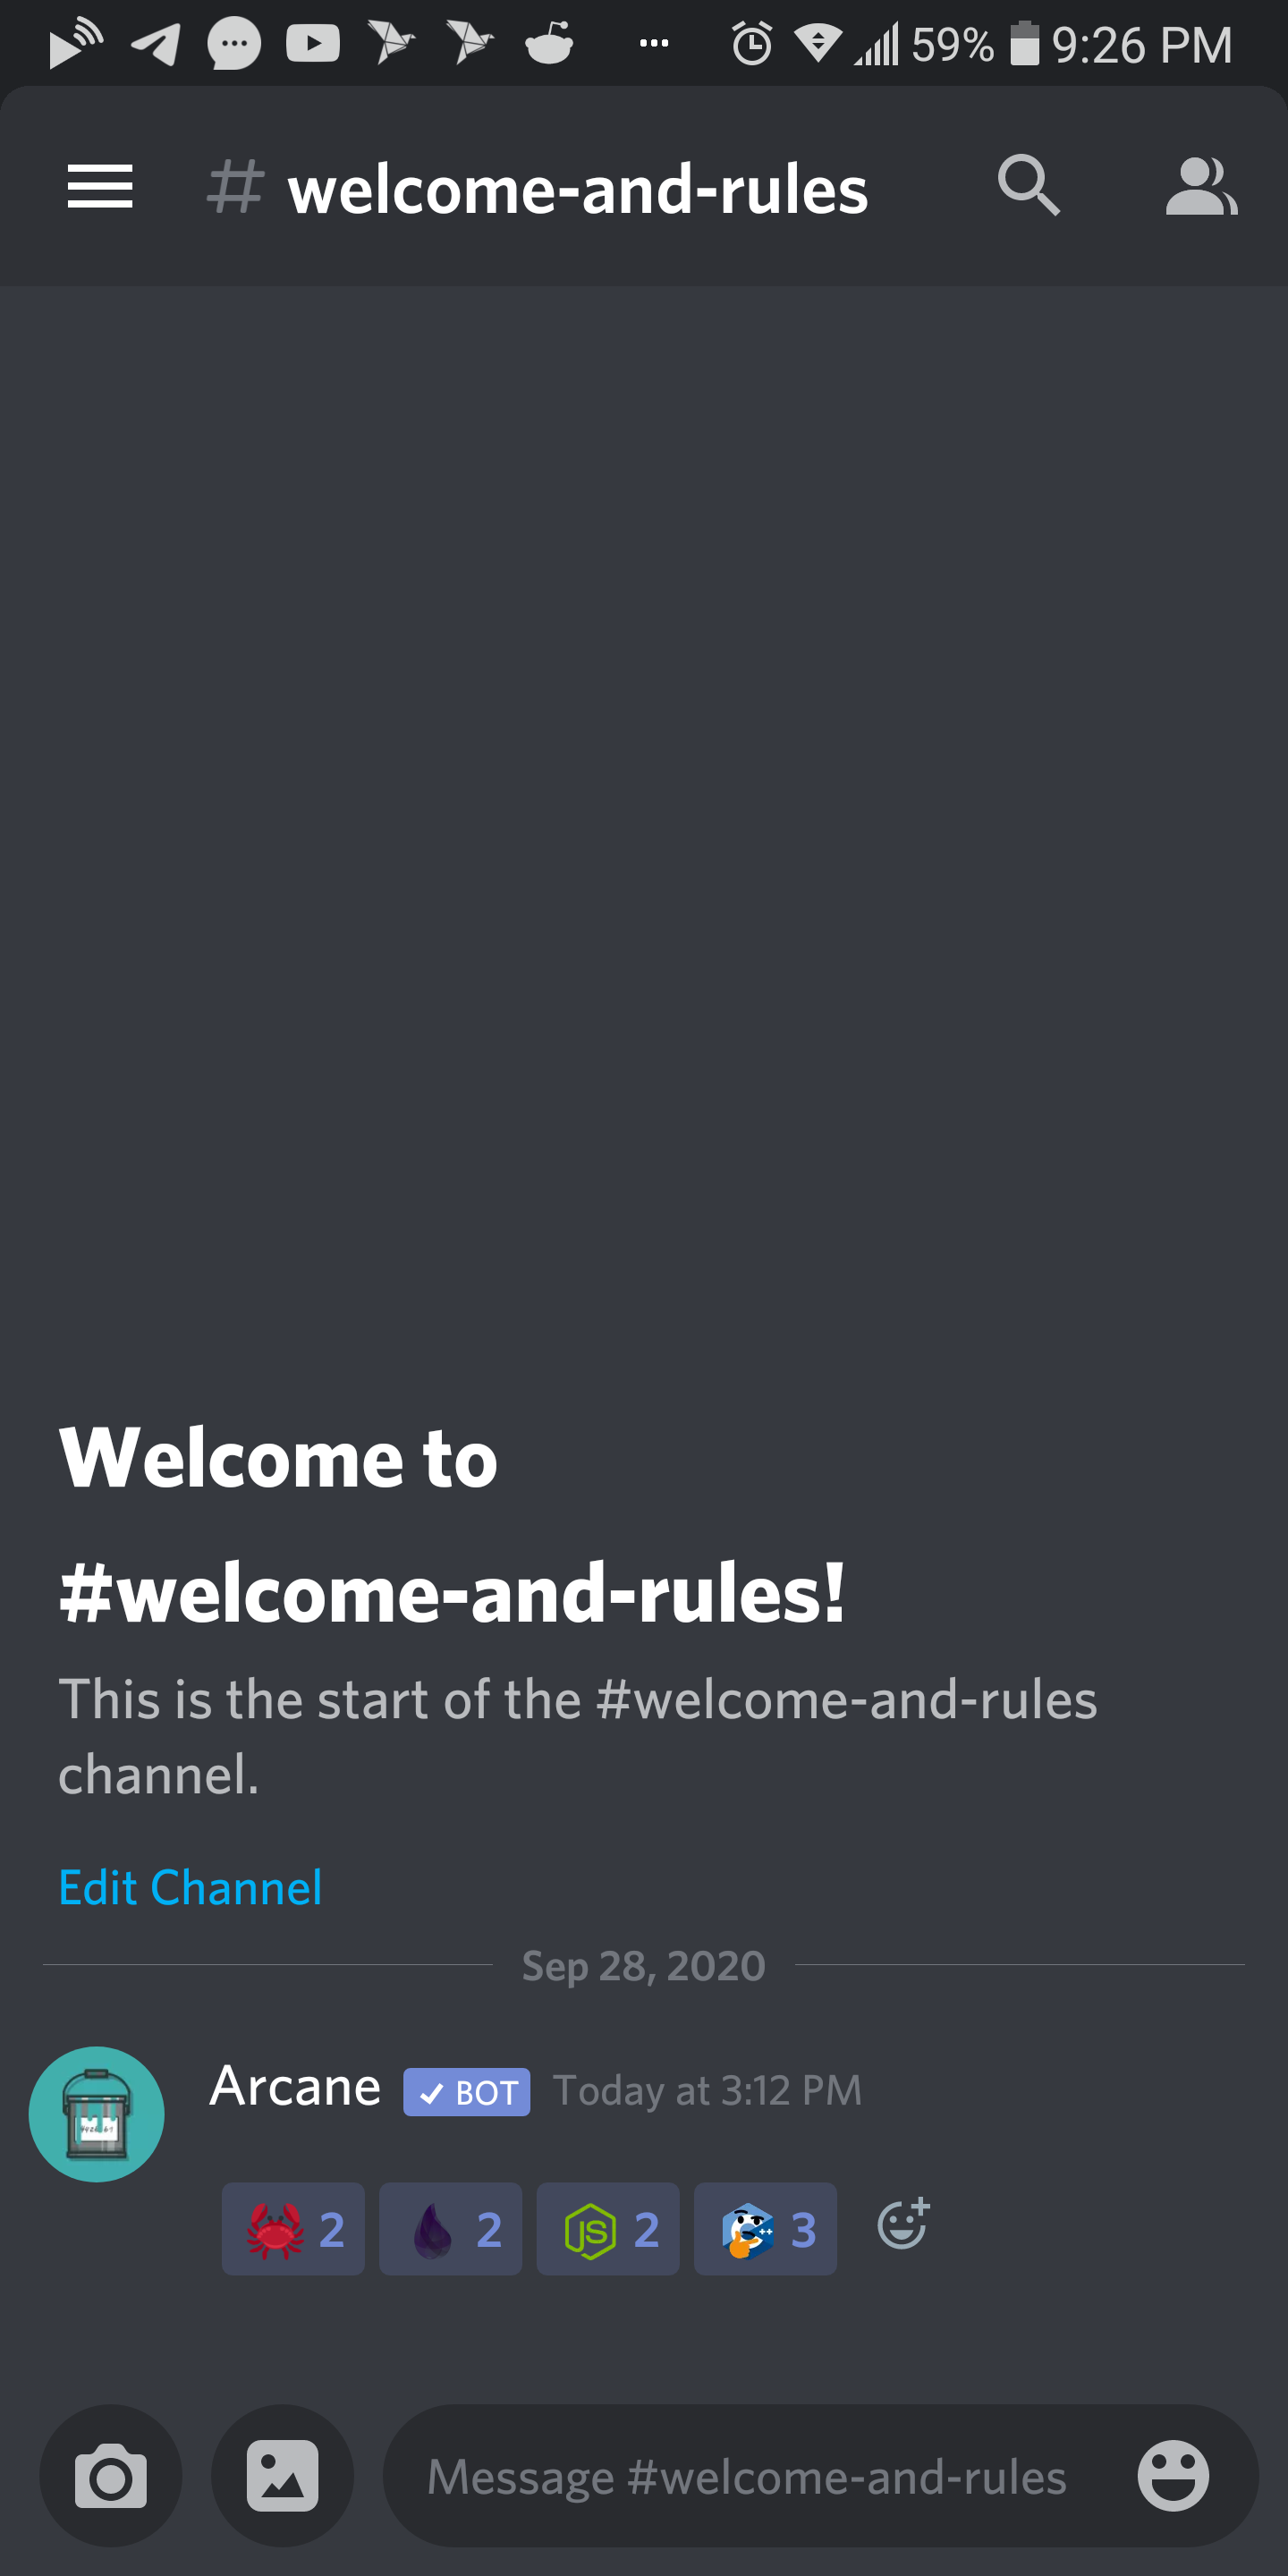 59% 9:26 PM
# welcome-and-rules
Welcome to
#welcome-and-rules!
This is the start of the #welcome-and-rules
channel.
Edit Channel
Sep 28, 2020
Arcane BOT Today at 3:12 PM
2 2 JS 2 C++ 3
Message #welcome-and-rules